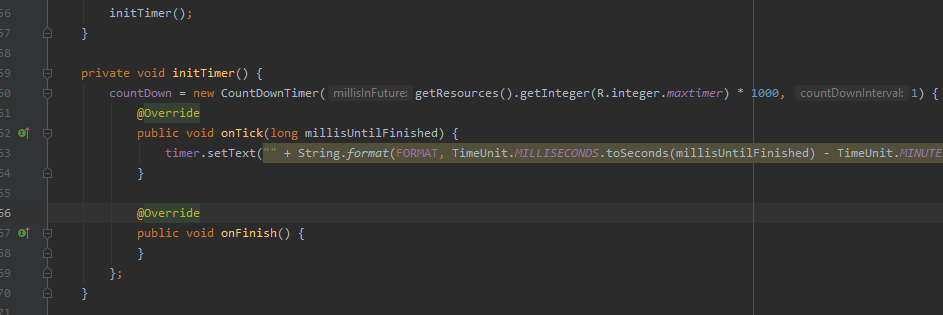 56 initTimer();
57 }
58
59 private void initTimer() {
60 countDown = new CountDownTimer( millisInFuture: getResources().getInteger(R.integer.maxtimer) * 1000, countDownInterval: 1) {
61 @Override
62 public void onTick(long millisUntilFinished) {
63 timer.setText("" + String.format(FORMAT, TimeUnit.MILLISECONDS.toSeconds(millisUntilFinished) - TimeUnit.MINUTE
64 }
65
66 @Override
67 public void onFinish() {
68 }
69 };
70 }
71